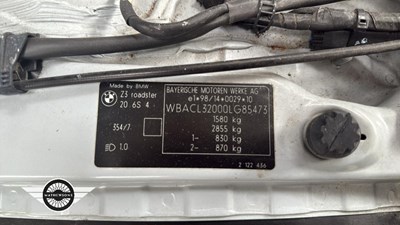 Made by BMW
Z3 roadster
20 6S 4
354/7
1.0
BAYERISCHE MOTOREN WERKE AG
e1*98/14*0029*10
WBACL32000LG85473
1580 kg
2855 kg
1- 830 kg
2- 870 kg
2 122 436